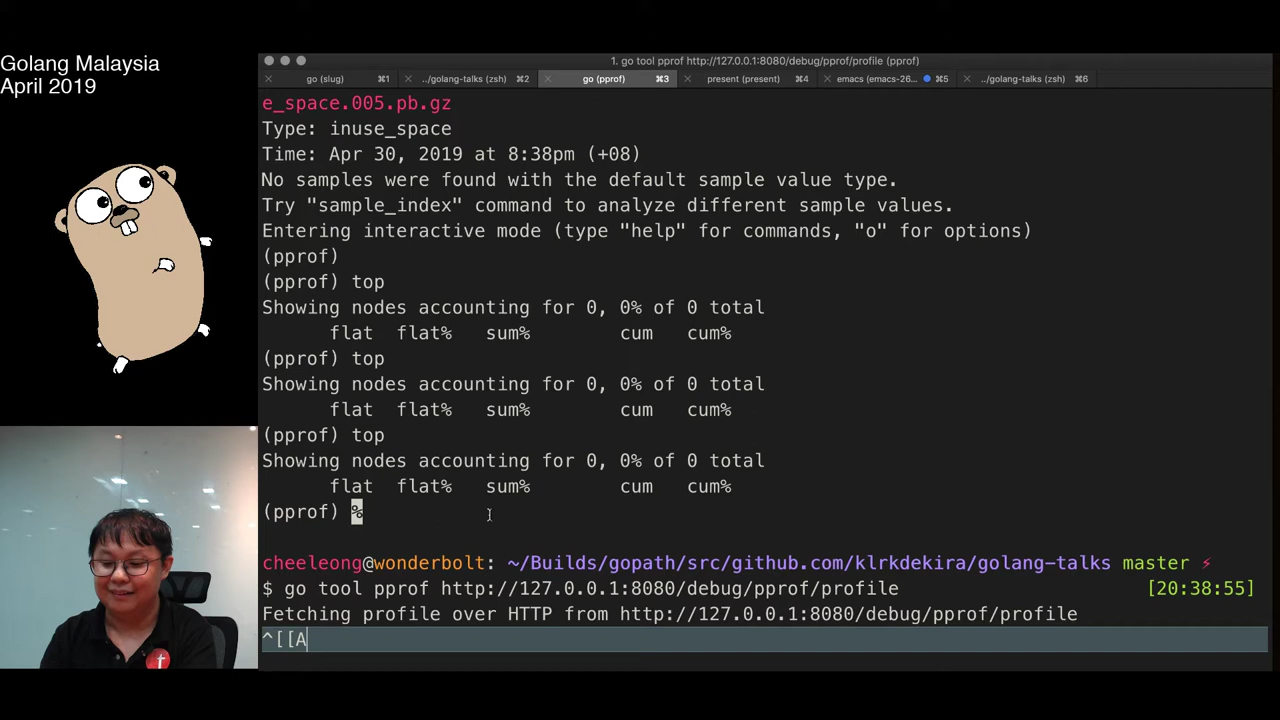 Golang Malaysia
April 2019
1. go tool pprof http://127.0.0.1:8080/debug/pprof/profile (pprof)
go (slug) ⌘1 ../golang-talks (zsh) ⌘2 go (pprof) ⌘3 present (present) ⌘4 emacs (emacs-26... ⌘5 ../golang-talks (zsh) ⌘6
e_space.005.pb.gz
Type: inuse_space
Time: Apr 30, 2019 at 8:38pm (+08)
No samples were found with the default sample value type.
Try "sample_index" command to analyze different sample values.
Entering interactive mode (type "help" for commands, "o" for options)
(pprof)
(pprof) top
Showing nodes accounting for 0, 0% of 0 total
flat flat% sum% cum cum%
(pprof) top
Showing nodes accounting for 0, 0% of 0 total
flat flat% sum% cum cum%
(pprof) top
Showing nodes accounting for 0, 0% of 0 total
flat flat% sum% cum cum%
(pprof) %
cheeleong@wonderbolt: ~/Builds/gopath/src/github.com/klrkdekira/golang-talks master ⚡
$ go tool pprof http://127.0.0.1:8080/debug/pprof/profile [20:38:55]
Fetching profile over HTTP from http://127.0.0.1:8080/debug/pprof/profile
^[[A